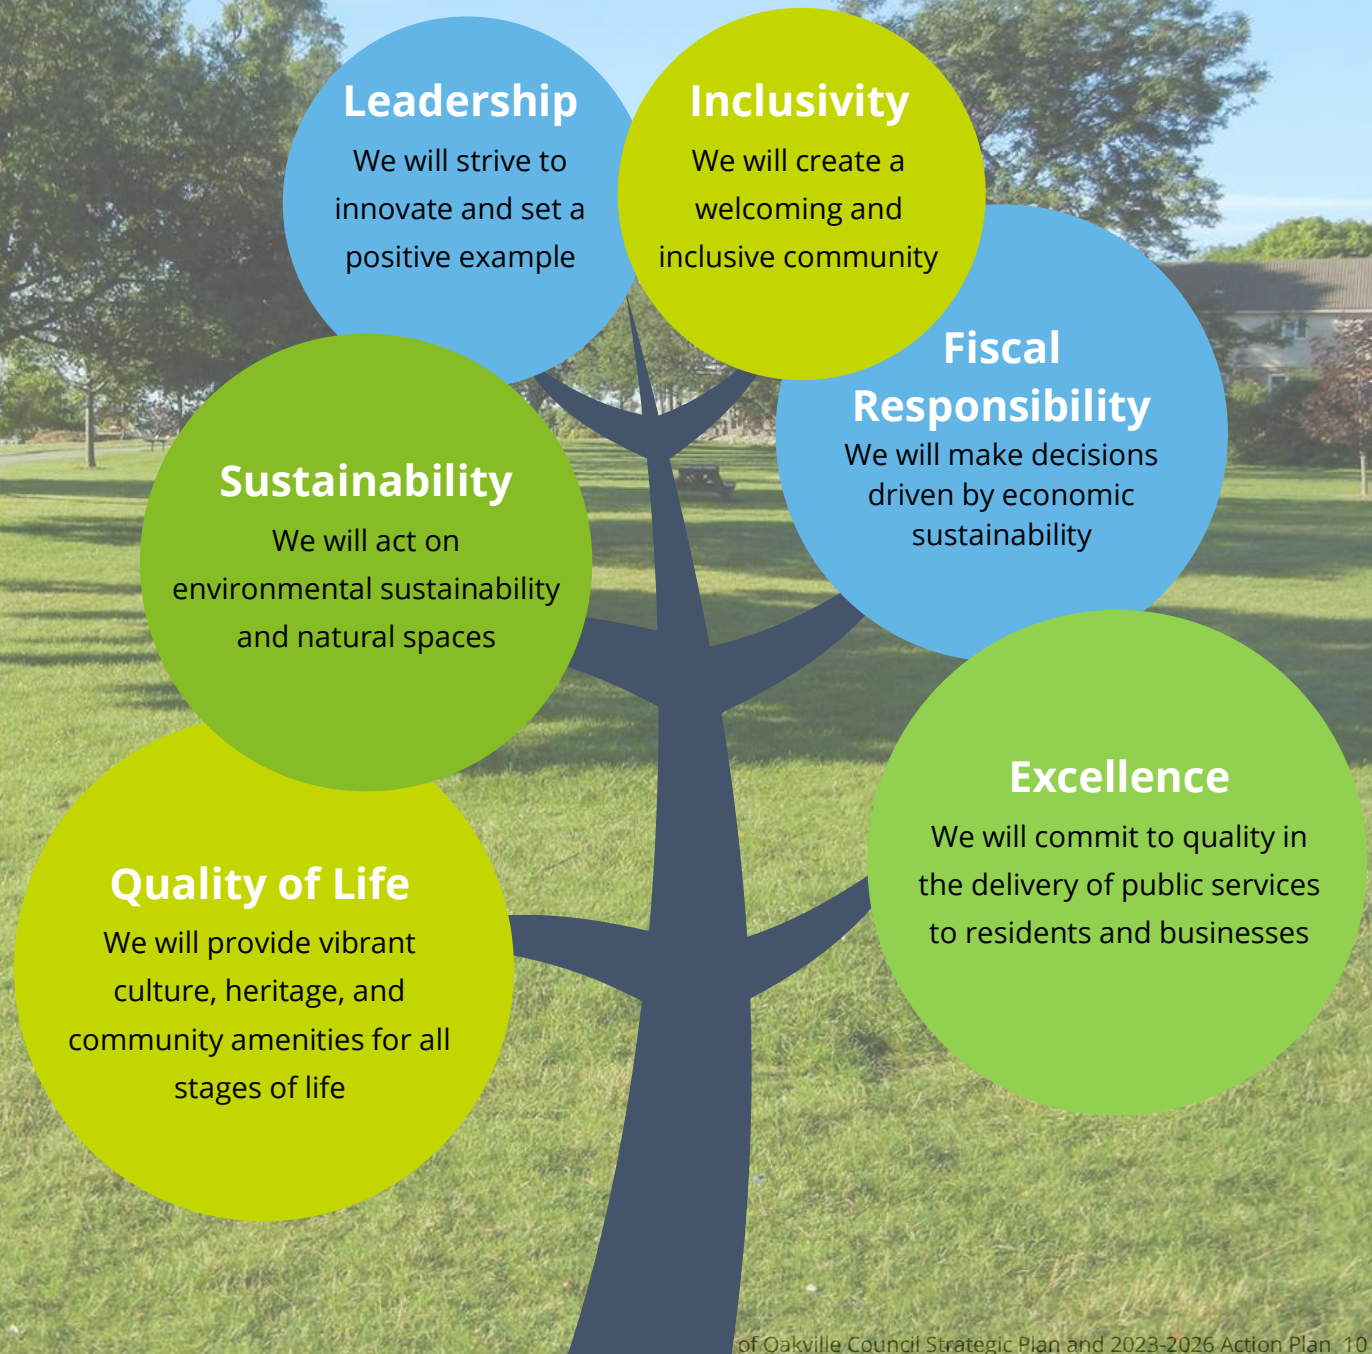 Leadership
We will strive to
innovate and set a
positive example
Inclusivity
We will create a
welcoming and
inclusive community
Fiscal
Responsibility
We will make decisions
driven by economic
sustainability
Sustainability
We will act on
environmental sustainability
and natural spaces
Excellence
We will commit to quality in
the delivery of public services
to residents and businesses
Quality of Life
We will provide vibrant
culture, heritage, and
community amenities for all
stages of life
of Oakville Council Strategic Plan and 2023-2026 Action Plan 10